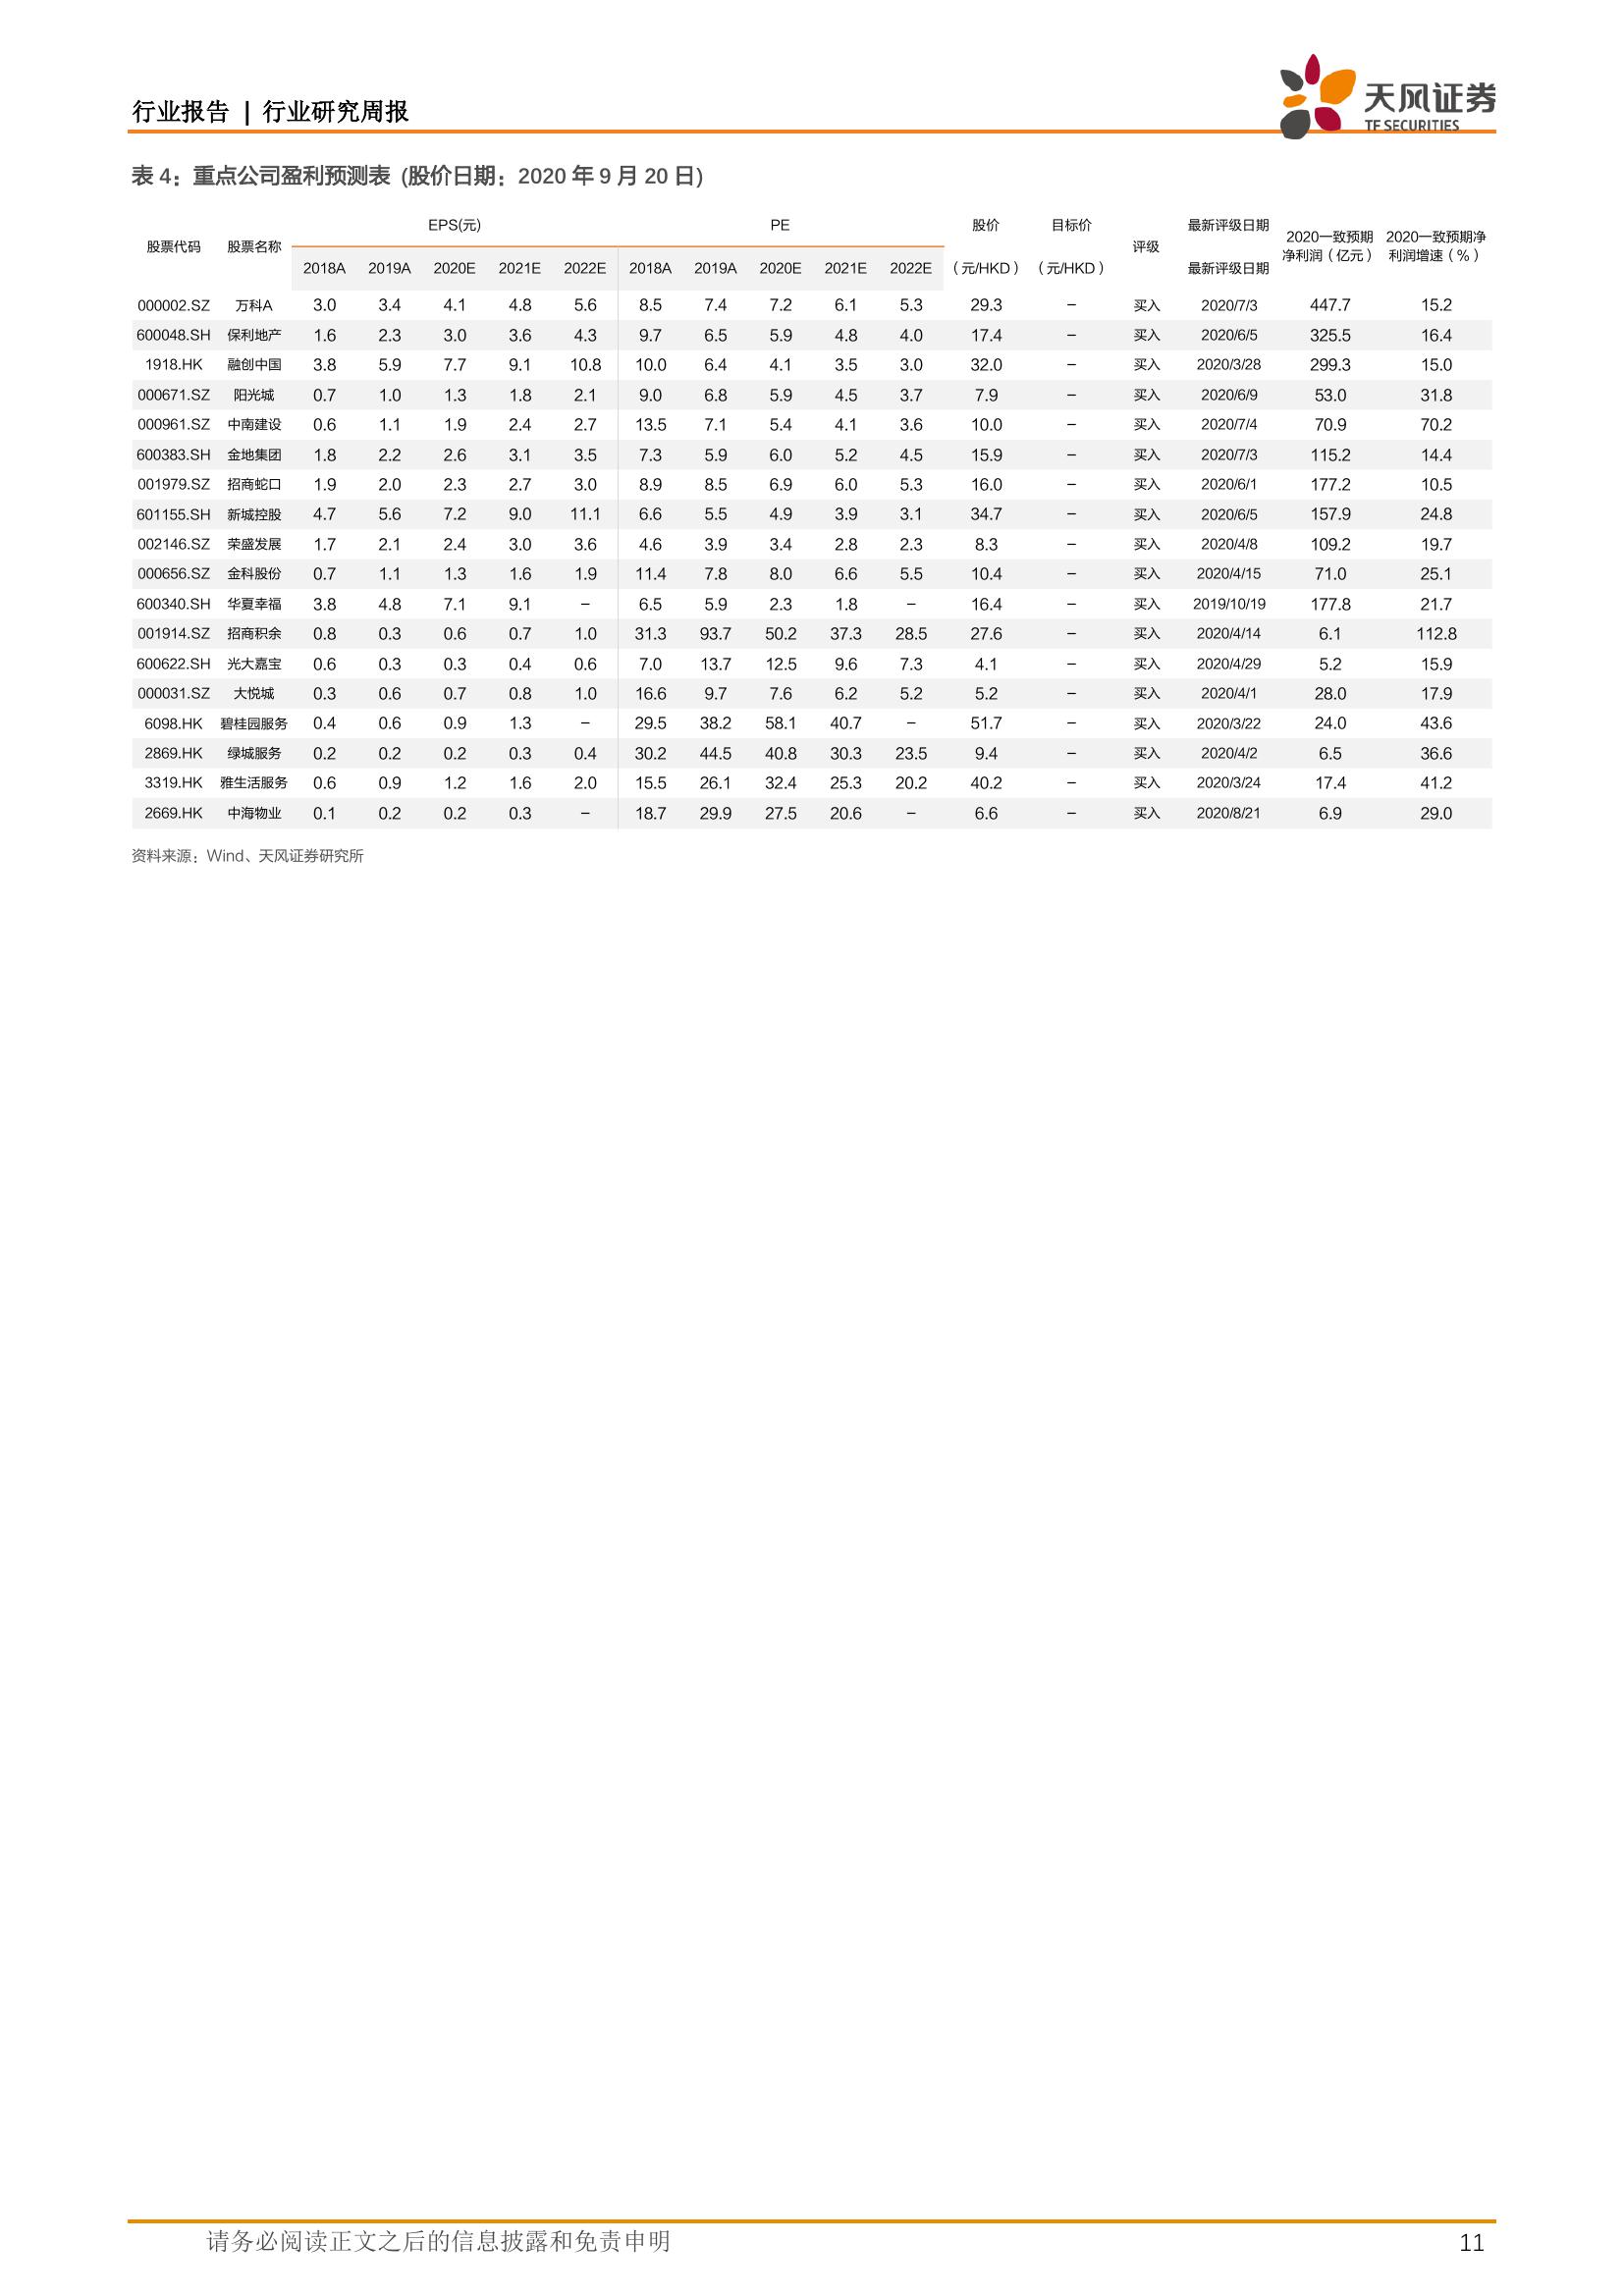 行业报告 | 行业研究周报
天风证券
TF SECURITIES
表 4：重点公司盈利预测表 (股价日期：2020 年 9 月 20 日)
股票代码 股票名称 EPS(元) PE 股价 目标价 评级 最新评级日期 2020一致预期净利润（亿元） 2020一致预期净利润增速（%）
2018A 2019A 2020E 2021E 2022E 2018A 2019A 2020E 2021E 2022E （元/HKD） （元/HKD） 最新评级日期
000002.SZ 万科A 3.0 3.4 4.1 4.8 5.6 8.5 7.4 7.2 6.1 5.3 29.3 – 买入 2020/7/3 447.7 15.2
600048.SH 保利地产 1.6 2.3 3.0 3.6 4.3 9.7 6.5 5.9 4.8 4.0 17.4 – 买入 2020/6/5 325.5 16.4
1918.HK 融创中国 3.8 5.9 7.7 9.1 10.8 10.0 6.4 4.1 3.5 3.0 32.0 – 买入 2020/3/28 299.3 15.0
000671.SZ 阳光城 0.7 1.0 1.3 1.8 2.1 9.0 6.8 5.9 4.5 3.7 7.9 – 买入 2020/6/9 53.0 31.8
000961.SZ 中南建设 0.6 1.1 1.9 2.4 2.7 13.5 7.1 5.4 4.1 3.6 10.0 – 买入 2020/7/4 70.9 70.2
600383.SH 金地集团 1.8 2.2 2.6 3.1 3.5 7.3 5.9 6.0 5.2 4.5 15.9 – 买入 2020/7/3 115.2 14.4
001979.SZ 招商蛇口 1.9 2.0 2.3 2.7 3.0 8.9 8.5 6.9 6.0 5.3 16.0 – 买入 2020/6/1 177.2 10.5
601155.SH 新城控股 4.7 5.6 7.2 9.0 11.1 6.6 5.5 4.9 3.9 3.1 34.7 – 买入 2020/6/5 157.9 24.8
002146.SZ 荣盛发展 1.7 2.1 2.4 3.0 3.6 4.6 3.9 3.4 2.8 2.3 8.3 – 买入 2020/4/8 109.2 19.7
000656.SZ 金科股份 0.7 1.1 1.3 1.6 1.9 11.4 7.8 8.0 6.6 5.5 10.4 – 买入 2020/4/15 71.0 25.1
600340.SH 华夏幸福 3.8 4.8 7.1 9.1 – 6.5 5.9 2.3 1.8 – 16.4 – 买入 2019/10/19 177.8 21.7
001914.SZ 招商积余 0.8 0.3 0.6 0.7 1.0 31.3 93.7 50.2 37.3 28.5 27.6 – 买入 2020/4/14 6.1 112.8
600622.SH 光大嘉宝 0.6 0.3 0.3 0.4 0.6 7.0 13.7 12.5 9.6 7.3 4.1 – 买入 2020/4/29 5.2 15.9
000031.SZ 大悦城 0.3 0.6 0.7 0.8 1.0 16.6 9.7 7.6 6.2 5.2 5.2 – 买入 2020/4/1 28.0 17.9
6098.HK 碧桂园服务 0.4 0.6 0.9 1.3 – 29.5 38.2 58.1 40.7 – 51.7 – 买入 2020/3/22 24.0 43.6
2869.HK 绿城服务 0.2 0.2 0.2 0.3 0.4 30.2 44.5 40.8 30.3 23.5 9.4 – 买入 2020/4/2 6.5 36.6
3319.HK 雅生活服务 0.6 0.9 1.2 1.6 2.0 15.5 26.1 32.4 25.3 20.2 40.2 – 买入 2020/3/24 17.4 41.2
2669.HK 中海物业 0.1 0.2 0.2 0.3 – 18.7 29.9 27.5 20.6 – 6.6 – 买入 2020/8/21 6.9 29.0
资料来源：Wind、天风证券研究所
请务必阅读正文之后的信息披露和免责申明 11